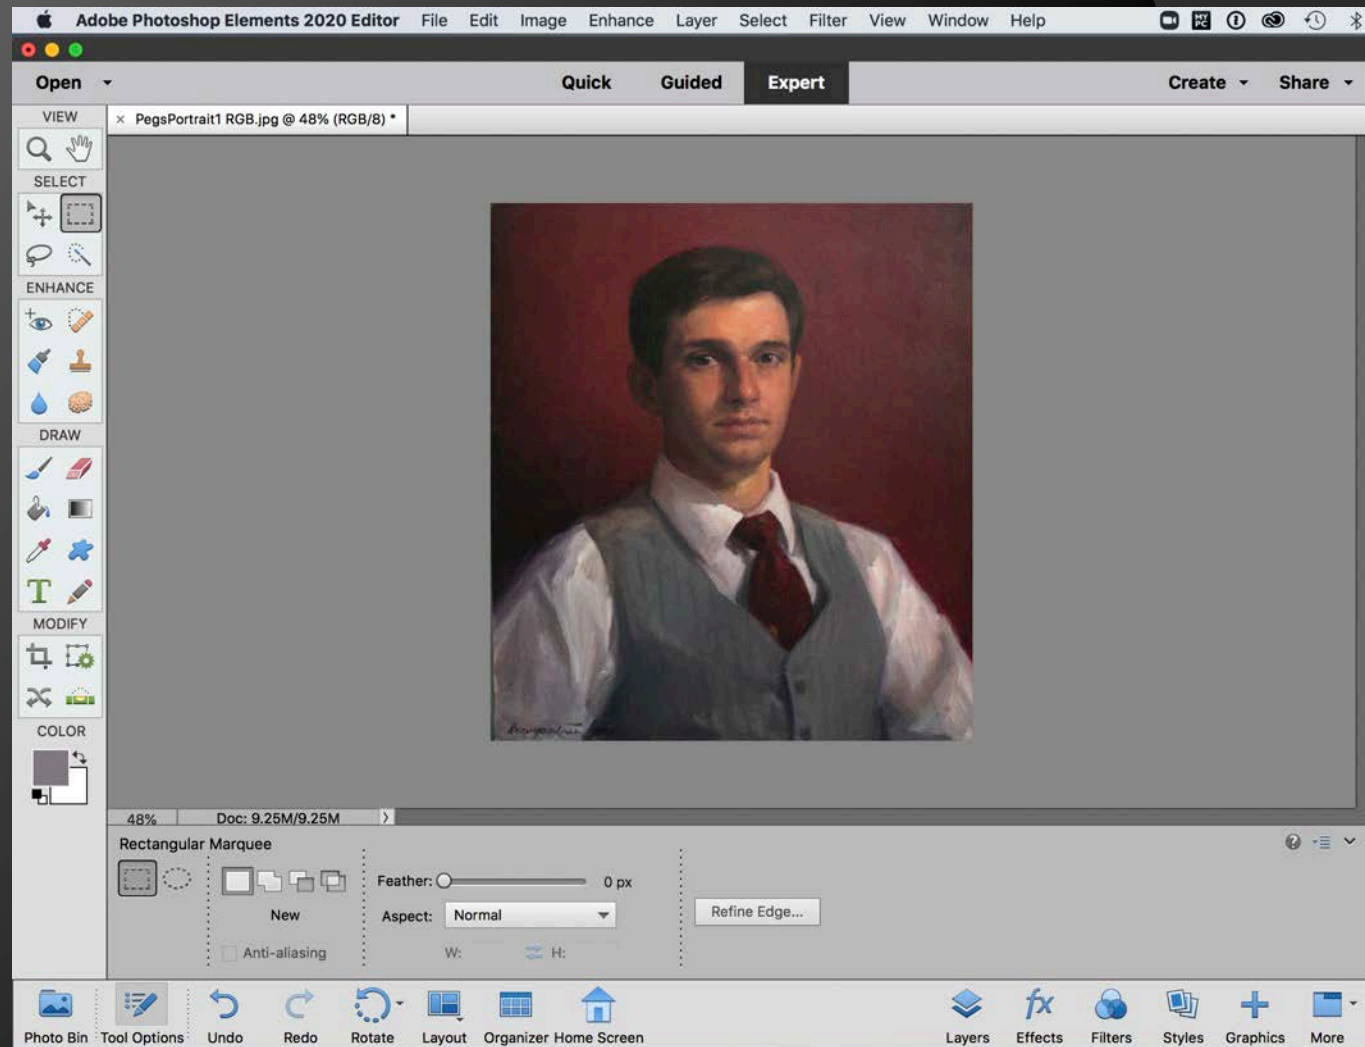 Adobe Photoshop Elements 2020 Editor File Edit Image Enhance Layer Select Filter View Window Help MY PC
Open Quick Guided Expert Create Share
VIEW
× PegsPortrait1 RGB.jpg @ 48% (RGB/8) *
SELECT
ENHANCE
DRAW
T
MODIFY
COLOR
48% Doc: 9.25M/9.25M
Rectangular Marquee
Feather: 0 px
New Aspect: Normal Refine Edge...
Anti-aliasing W: H:
fx
Photo Bin Tool Options Undo Redo Rotate Layout Organizer Home Screen Layers Effects Filters Styles Graphics More